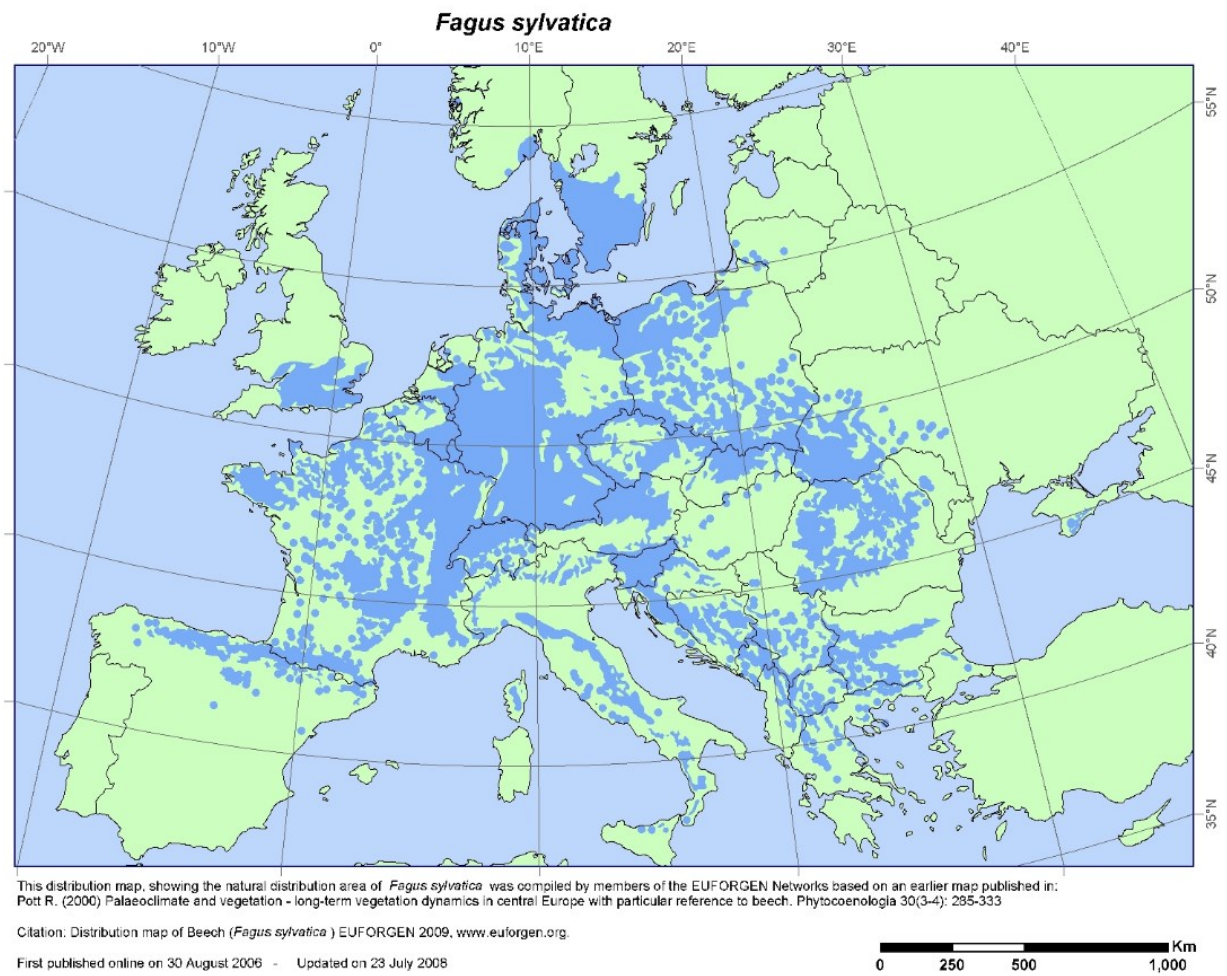 Fagus sylvatica
20°W 10°W 0° 10°E 20°E 30°E 40°E
55°N
50°N
45°N
40°N
35°N
This distribution map, showing the natural distribution area of Fagus sylvatica was compiled by members of the EUFORGEN Networks based on an earlier map published in:
Pott R. (2000) Palaeoclimate and vegetation - long-term vegetation dynamics in central Europe with particular reference to beech. Phytocoenologia 30(3-4): 285-333
Citation: Distribution map of Beech (Fagus sylvatica ) EUFORGEN 2009, www.euforgen.org.
First published online on 30 August 2006 - Updated on 23 July 2008
Km
0 250 500 1,000